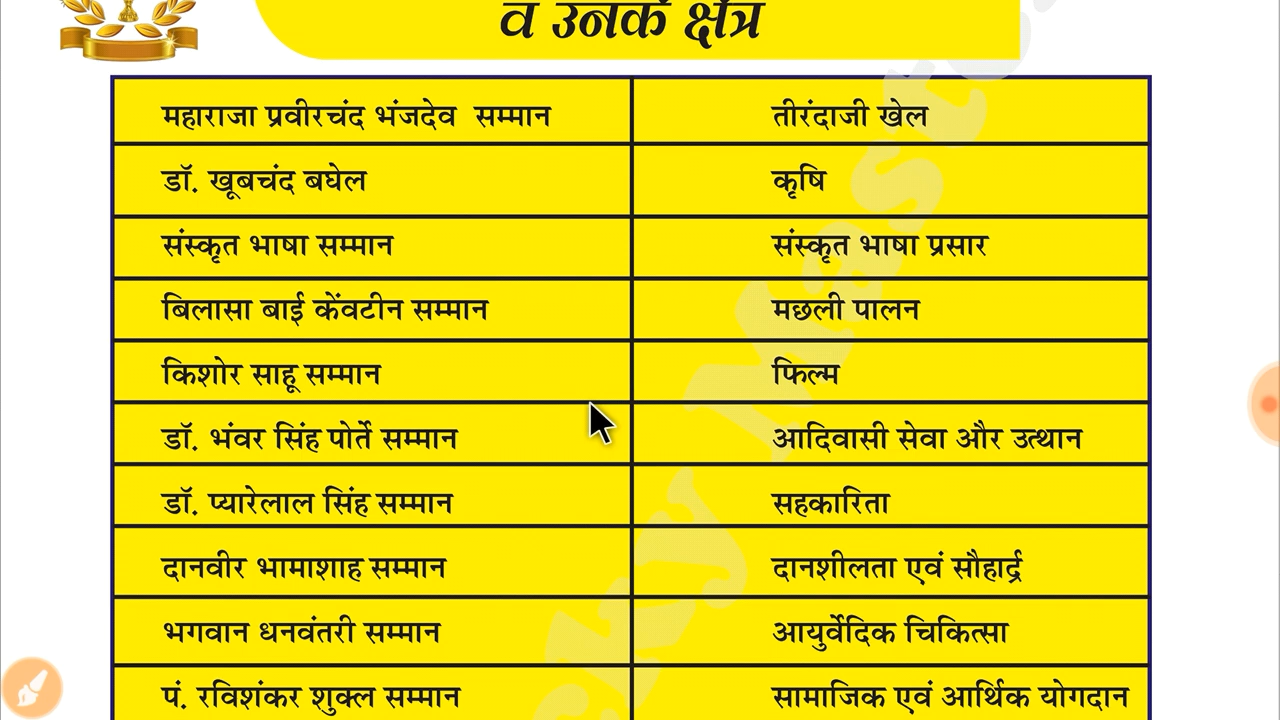 व उनके क्षेत्र
महाराजा प्रवीरचंद भंजदेव सम्मान तीरंदाजी खेल
डॉ. खूबचंद बघेल कृषि
संस्कृत भाषा सम्मान संस्कृत भाषा प्रसार
बिलासा बाई केंवटीन सम्मान मछली पालन
किशोर साहू सम्मान फिल्म
डॉ. भंवर सिंह पोर्ते सम्मान आदिवासी सेवा और उत्थान
डॉ. प्यारेलाल सिंह सम्मान सहकारिता
दानवीर भामाशाह सम्मान दानशीलता एवं सौहार्द्र
भगवान धनवंतरी सम्मान आयुर्वेदिक चिकित्सा
पं. रविशंकर शुक्ल सम्मान सामाजिक एवं आर्थिक योगदान